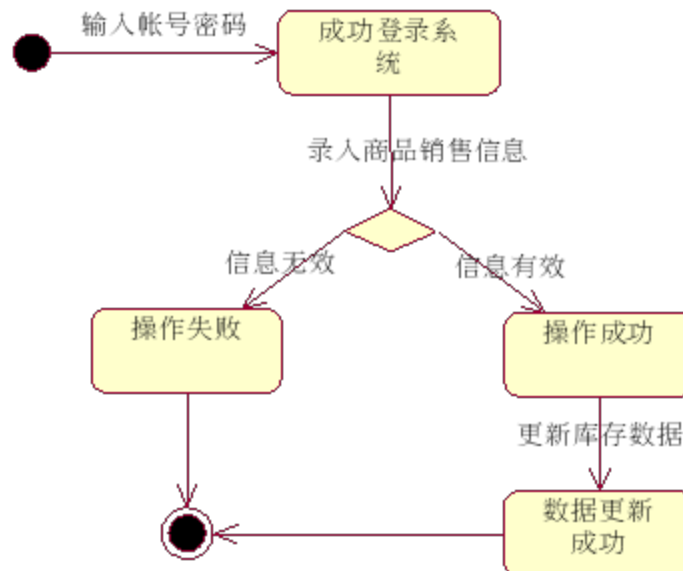 输入帐号密码
成功登录系
统
录入商品销售信息
信息无效
信息有效
操作失败
操作成功
更新库存数据
数据更新
成功